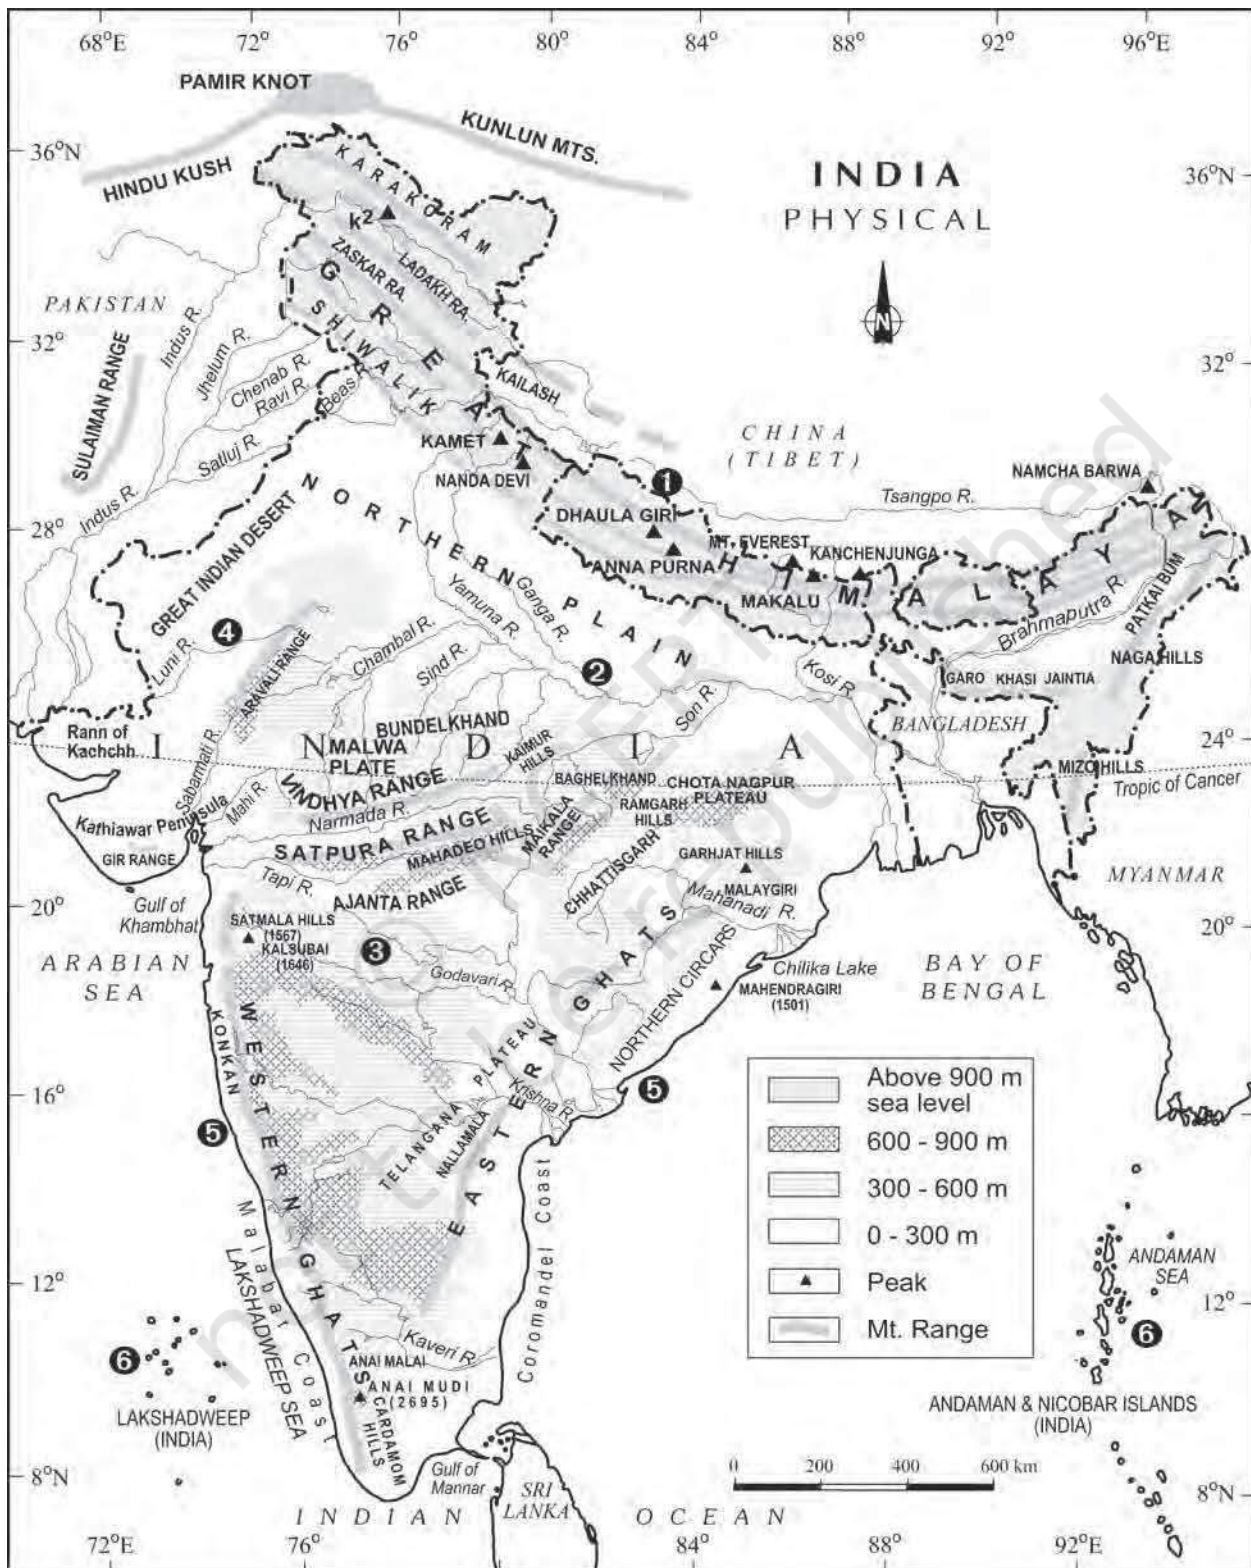 68°E 72° 76° 80° 84° 88° 92° 96°E
PAMIR KNOT
KUNLUN MTS.
HINDU KUSH
36°N
36°N
KARAKORAM
INDIA
PHYSICAL
N
K²
ZASKAR RA.
LADAKH RA.
GREAT HIMALAYA
SHIWALIK
PAKISTAN
Indus R.
Jhelum R.
Chenab R.
Ravi R.
Beas
Satluj R.
SULAIMAN RANGE
32°
32°
KAILASH
KAMET
NANDA DEVI
CHINA
(TIBET)
NAMCHA BARWA
Tsangpo R.
1
Indus R.
28°
28°
NORTHERN PLAIN
GREAT INDIAN DESERT
DHAULA GIRI
MT. EVEREST
KANCHENJUNGA
ANNA PURNA
MAKALU
Brahmaputra R.
PATKAI BUM
NAGA HILLS
Yamuna R.
Ganga R.
4
Luni R.
ARAVALI RANGE
Chambal R.
Sind R.
2
Kosi R
Son R.
GARO KHASI JAINTIA
BANGLADESH
Rann of
Kachchh
BUNDELKHAND
INDIA
MALWA
PLATE
KAIMUR
HILLS
24°
24°
MIZO HILLS
Tropic of Cancer
Sabarmati R.
Mahi R.
VINDHYA RANGE
BAGHELKHAND
CHOTA NAGPUR
PLATEAU
RAMGARH
HILLS
Kathiawar Peninsula
Narmada R.
SATPURA RANGE
MAHADEO HILLS
MAIKALA
RANGE
GIR RANGE
CHHATTISGARH
GARHJAT HILLS
MALAYGIRI
Mahanadi R.
MYANMAR
Tapi R.
AJANTA RANGE
20°
20°
Gulf of
Khambhat
SATMALA HILLS
(1567)
KALSUBAI
(1646)
3
Godavari R.
ARABIAN
SEA
EASTERN GHATS
NORTHERN CIRCARS
Chilika Lake
MAHENDRAGIRI
(1501)
BAY OF
BENGAL
WESTERN GHATS
KONKAN
TELANGANA PLATEAU
NALLAMALA
Krishna R.
5
5
16°
16°
Above 900 m
sea level
600 - 900 m
300 - 600 m
0 - 300 m
Peak
Mt. Range
Malabar Coast
LAKSHADWEEP SEA
Coromandel Coast
12°
12°
ANDAMAN
SEA
6
6
Kaveri R.
ANAI MALAI
ANAI MUDI
(2695)
CARDAMOM
HILLS
LAKSHADWEEP
(INDIA)
ANDAMAN & NICOBAR ISLANDS
(INDIA)
0 200 400 600 km
8°N
8°N
Gulf of
Mannar
SRI
LANKA
INDIAN OCEAN
72°E 76° 80° 84° 88° 92°E 
© NCERT
not to be republished